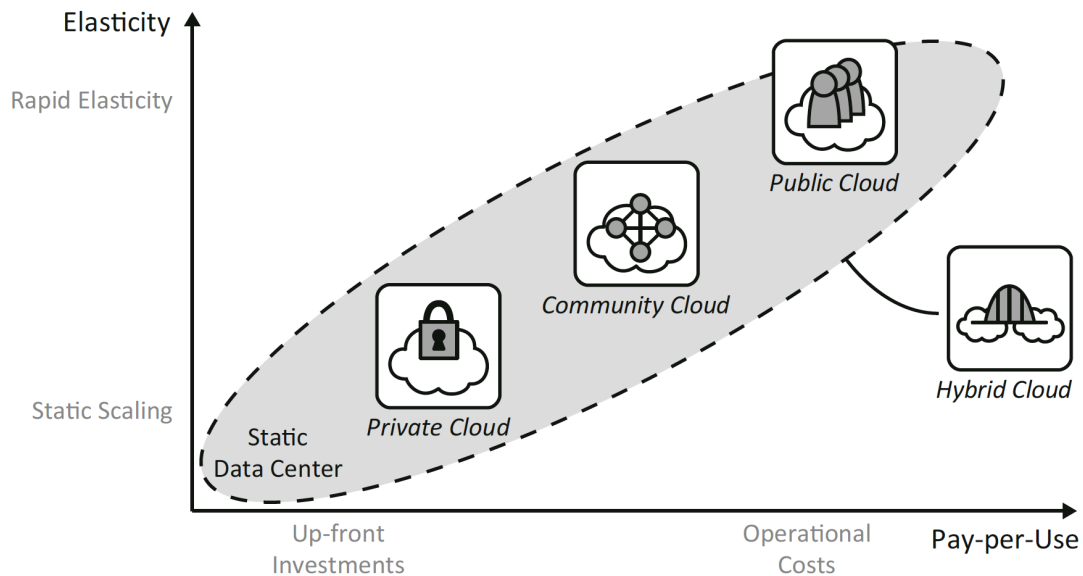 Elasticity
Rapid Elasticity
Public Cloud
Community Cloud
Hybrid Cloud
Static Scaling
Private Cloud
Static
Data Center
Up-front
Investments
Operational
Costs
Pay-per-Use